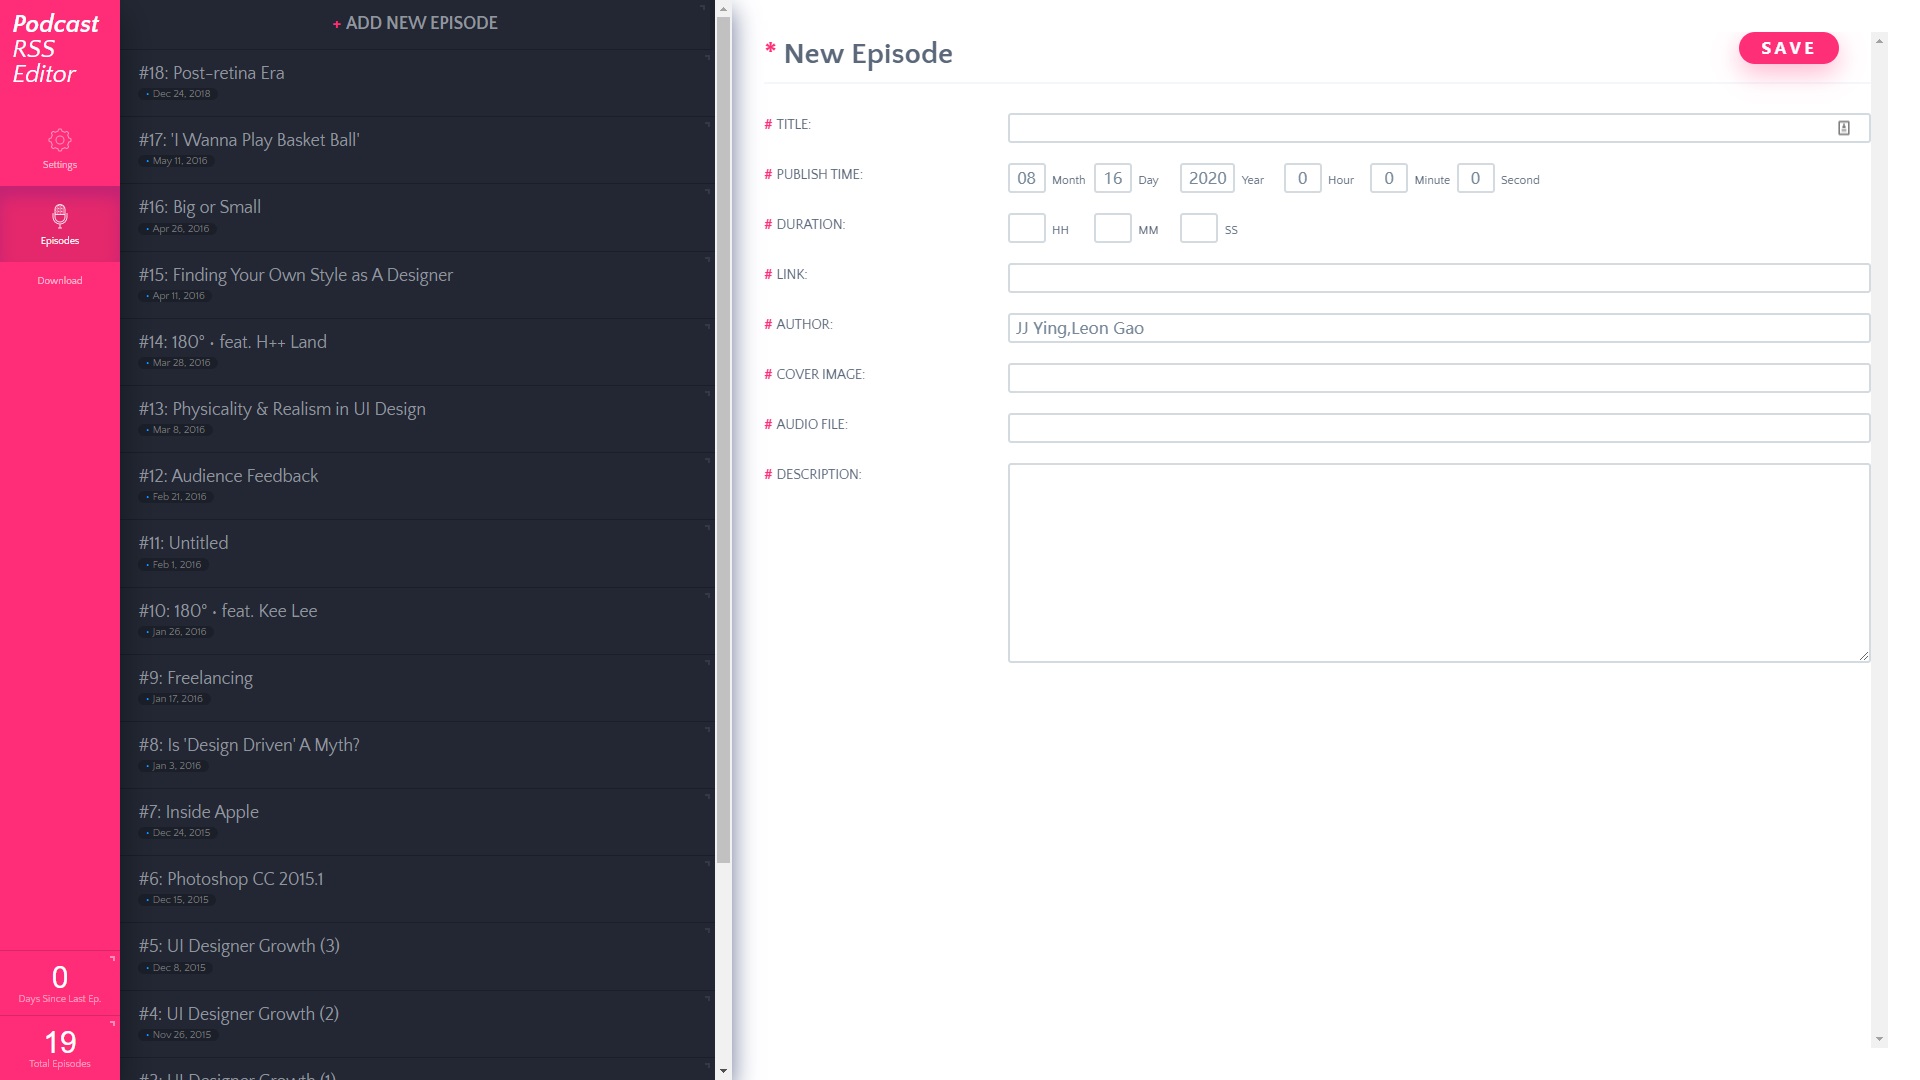 Podcast
RSS
Editor
Settings
Episodes
Download
0
Days Since Last Ep.
19
Total Episodes
+ ADD NEW EPISODE
#18: Post-retina Era
• Dec 24, 2018
#17: 'I Wanna Play Basket Ball'
• May 11, 2016
#16: Big or Small
• Apr 26, 2016
#15: Finding Your Own Style as A Designer
• Apr 11, 2016
#14: 180° • feat. H++ Land
• Mar 28, 2016
#13: Physicality & Realism in UI Design
• Mar 8, 2016
#12: Audience Feedback
• Feb 21, 2016
#11: Untitled
• Feb 1, 2016
#10: 180° • feat. Kee Lee
• Jan 26, 2016
#9: Freelancing
• Jan 17, 2016
#8: Is 'Design Driven' A Myth?
• Jan 3, 2016
#7: Inside Apple
• Dec 24, 2015
#6: Photoshop CC 2015.1
• Dec 15, 2015
#5: UI Designer Growth (3)
• Dec 8, 2015
#4: UI Designer Growth (2)
• Nov 26, 2015
#3: UI Designer Growth (1)
* New Episode
SAVE
# TITLE:
# PUBLISH TIME: 08 Month 16 Day 2020 Year 0 Hour 0 Minute 0 Second
# DURATION: HH MM SS
# LINK:
# AUTHOR: JJ Ying,Leon Gao
# COVER IMAGE:
# AUDIO FILE:
# DESCRIPTION: